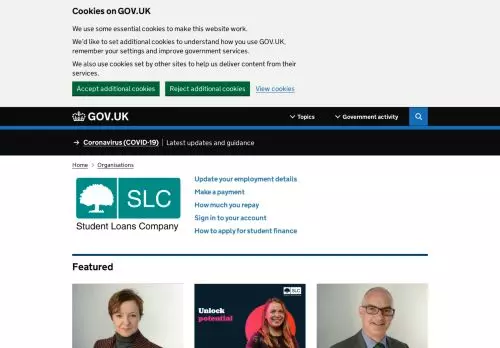 Cookies on GOV.UK
We use some essential cookies to make this website work.
We'd like to set additional cookies to understand how you use GOV.UK,
remember your settings and improve government services.
We also use cookies set by other sites to help us deliver content from their
services.
Accept additional cookies
Reject additional cookies
View cookies
GOV.UK
Topics
Government activity
Coronavirus (COVID-19)
Latest updates and guidance
Home
Organisations
SLC
Student Loans Company
Update your employment details
Make a payment
How much you repay
Sign in to your account
How to apply for student finance
Featured
SLC
Unlock
potential